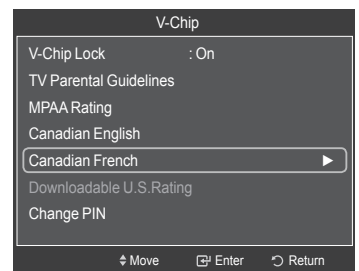 V-Chip
V-Chip Lock : On
TV Parental Guidelines
MPAA Rating
Canadian English
Canadian French ►
Downloadable U.S.Rating
Change PIN
Move Enter Return